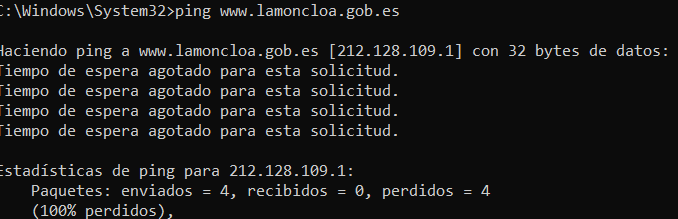 C:\Windows\System32>ping www.lamoncloa.gob.es
Haciendo ping a www.lamoncloa.gob.es [212.128.109.1] con 32 bytes de datos:
Tiempo de espera agotado para esta solicitud.
Tiempo de espera agotado para esta solicitud.
Tiempo de espera agotado para esta solicitud.
Tiempo de espera agotado para esta solicitud.
Estadísticas de ping para 212.128.109.1:
Paquetes: enviados = 4, recibidos = 0, perdidos = 4
(100% perdidos),